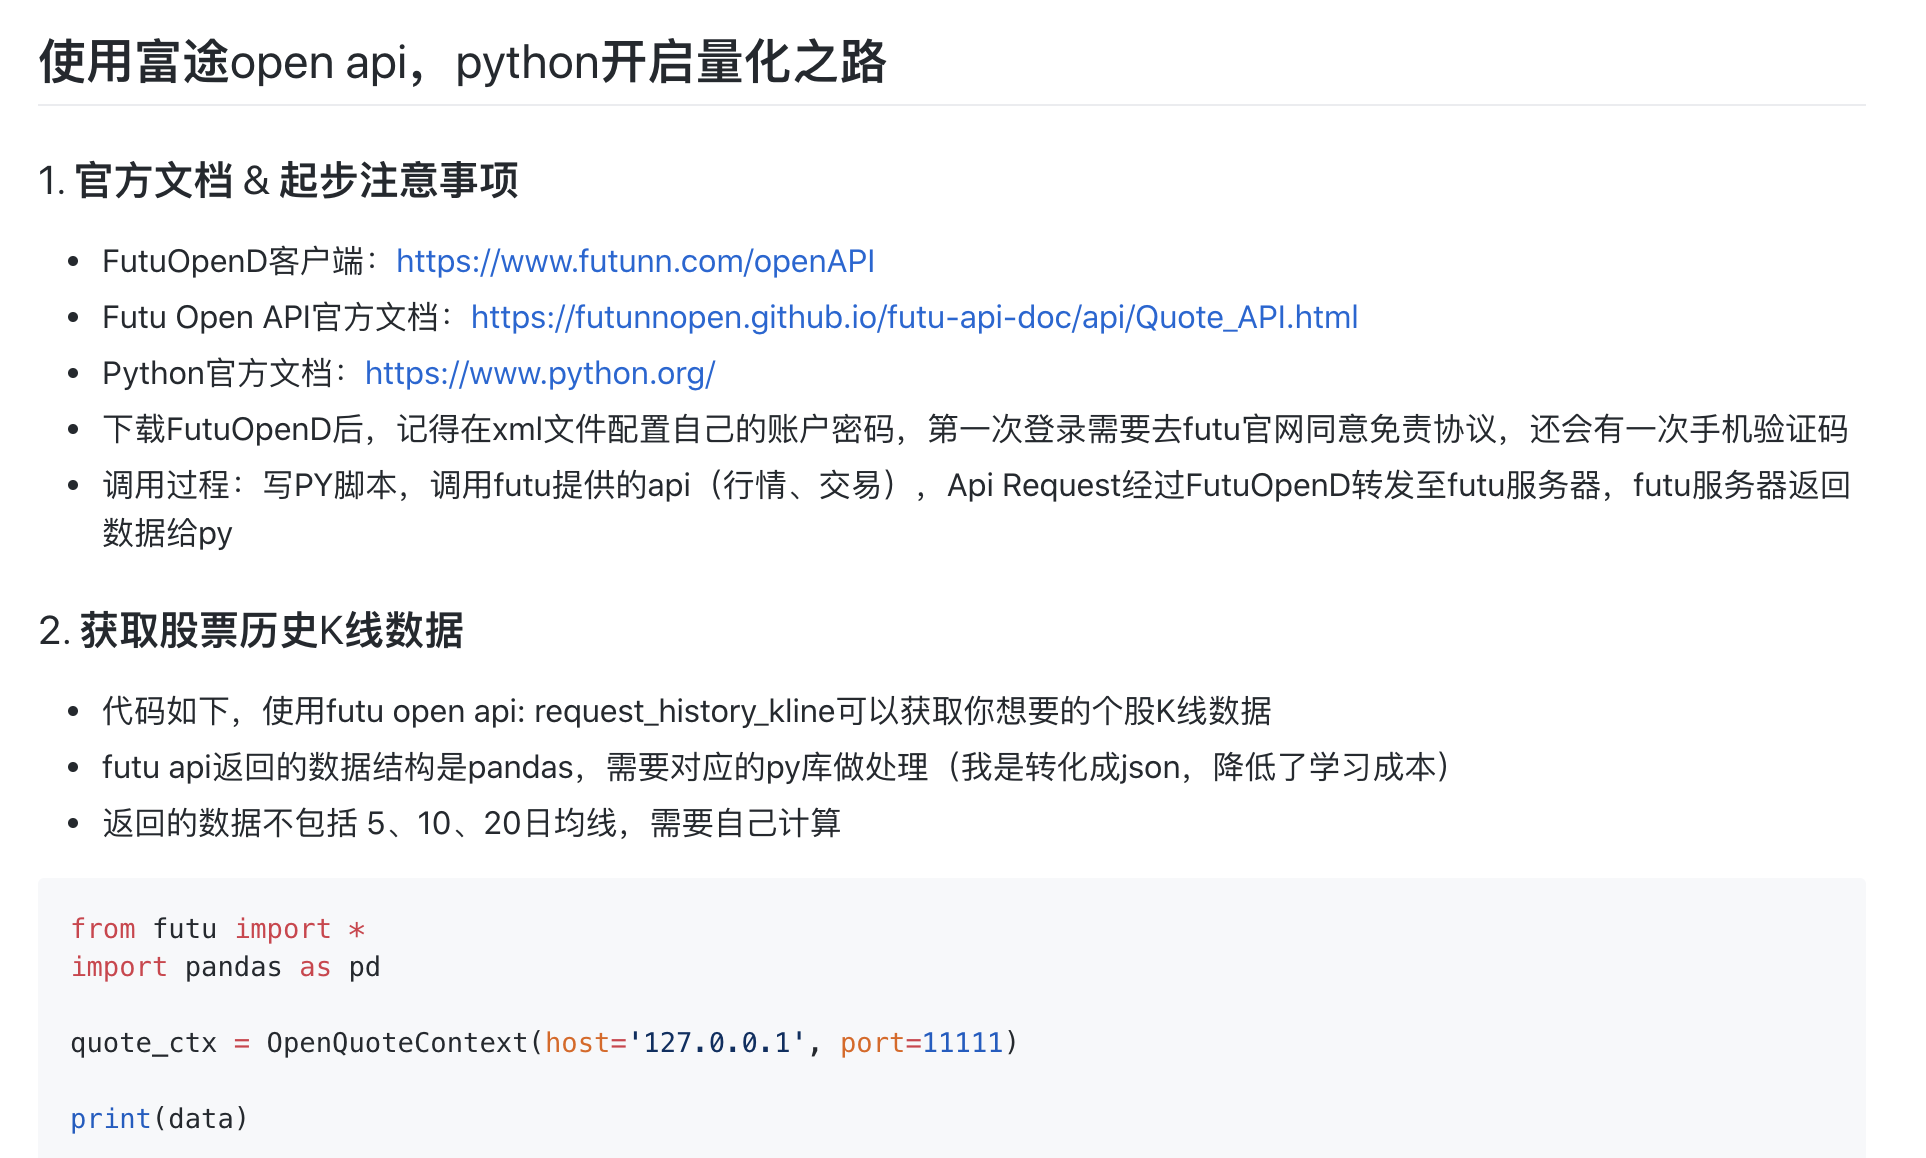 使用富途open api，python开启量化之路
1. 官方文档 & 起步注意事项
• FutuOpenD客户端：https://www.futunn.com/openAPI
• Futu Open API官方文档：https://futunnopen.github.io/futu-api-doc/api/Quote_API.html
• Python官方文档：https://www.python.org/
• 下载FutuOpenD后，记得在xml文件配置自己的账户密码，第一次登录需要去futu官网同意免责协议，还会有一次手机验证码
• 调用过程：写PY脚本，调用futu提供的api（行情、交易），Api Request经过FutuOpenD转发至futu服务器，futu服务器返回
数据给py
2. 获取股票历史K线数据
• 代码如下，使用futu open api: request_history_kline可以获取你想要的个股K线数据
• futu api返回的数据结构是pandas，需要对应的py库做处理（我是转化成json，降低了学习成本）
• 返回的数据不包括 5、10、20日均线，需要自己计算
from futu import *
import pandas as pd
quote_ctx = OpenQuoteContext(host='127.0.0.1', port=11111)
print(data)